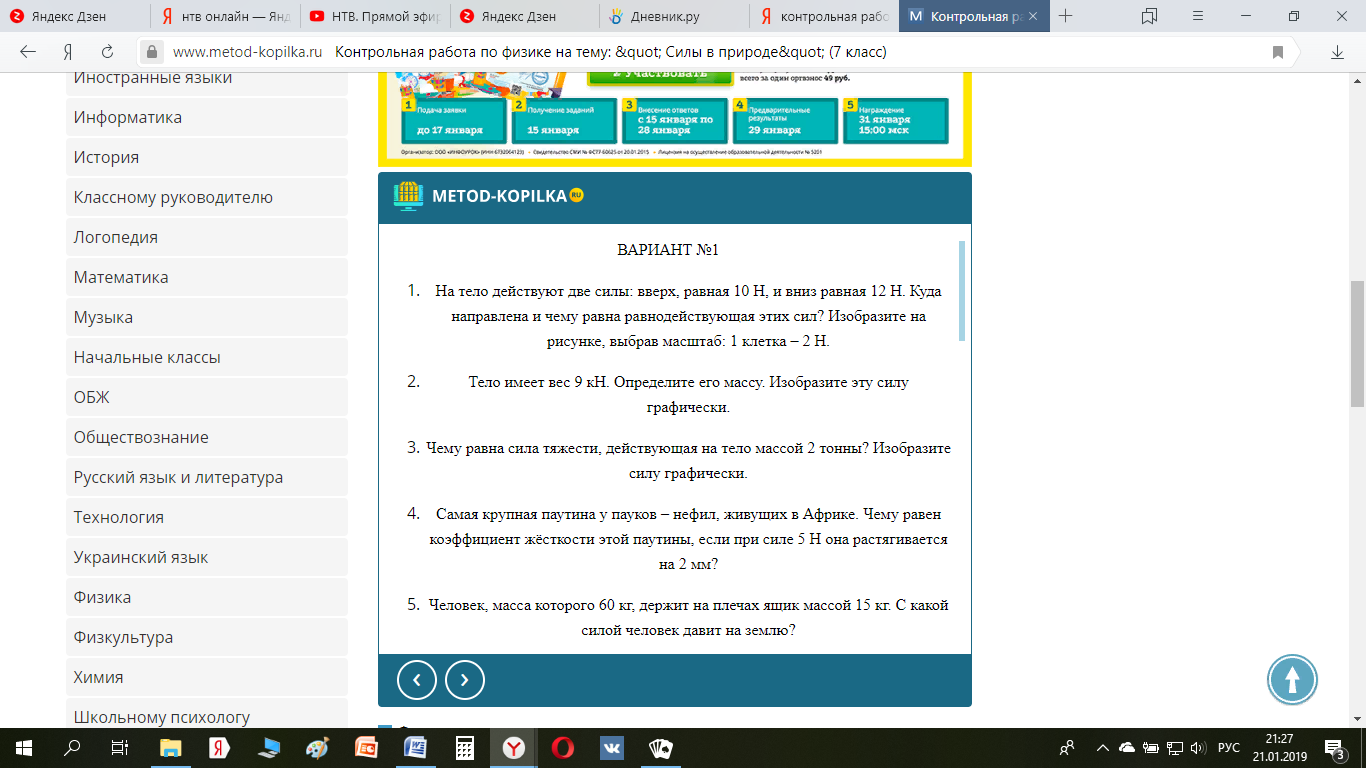 Яндекс Дзен
нтв онлайн — Янд
НТВ. Прямой эфир
Яндекс Дзен
Дневник.ру
контрольная рабо
Контрольная ра
www.metod-kopilka.ru Контрольная работа по физике на тему: &quot; Силы в природе&quot; (7 класс)
Иностранные языки
Информатика
История
Классному руководителю
Логопедия
Математика
Музыка
Начальные классы
ОБЖ
Обществознание
Русский язык и литература
Технология
Украинский язык
Физика
Физкультура
Химия
Школьному психологу
Участвовать
всего за один оргвзнос 49 руб.
1 Подача заявки
до 17 января
2 Получение заданий
15 января
3 Внесение ответов
с 15 января по
28 января
4 Предварительные
результаты
29 января
5 Награждение
31 января
15:00 мск
METOD-KOPILKA RU
ВАРИАНТ №1
1. На тело действуют две силы: вверх, равная 10 Н, и вниз равная 12 Н. Куда
направлена и чему равна равнодействующая этих сил? Изобразите на
рисунке, выбрав масштаб: 1 клетка – 2 Н.
2. Тело имеет вес 9 кН. Определите его массу. Изобразите эту силу
графически.
3. Чему равна сила тяжести, действующая на тело массой 2 тонны? Изобразите
силу графически.
4. Самая крупная паутина у пауков – нефил, живущих в Африке. Чему равен
коэффициент жёсткости этой паутины, если при силе 5 Н она растягивается
на 2 мм?
5. Человек, масса которого 60 кг, держит на плечах ящик массой 15 кг. С какой
силой человек давит на землю?
РУС
21:27
21.01.2019
3